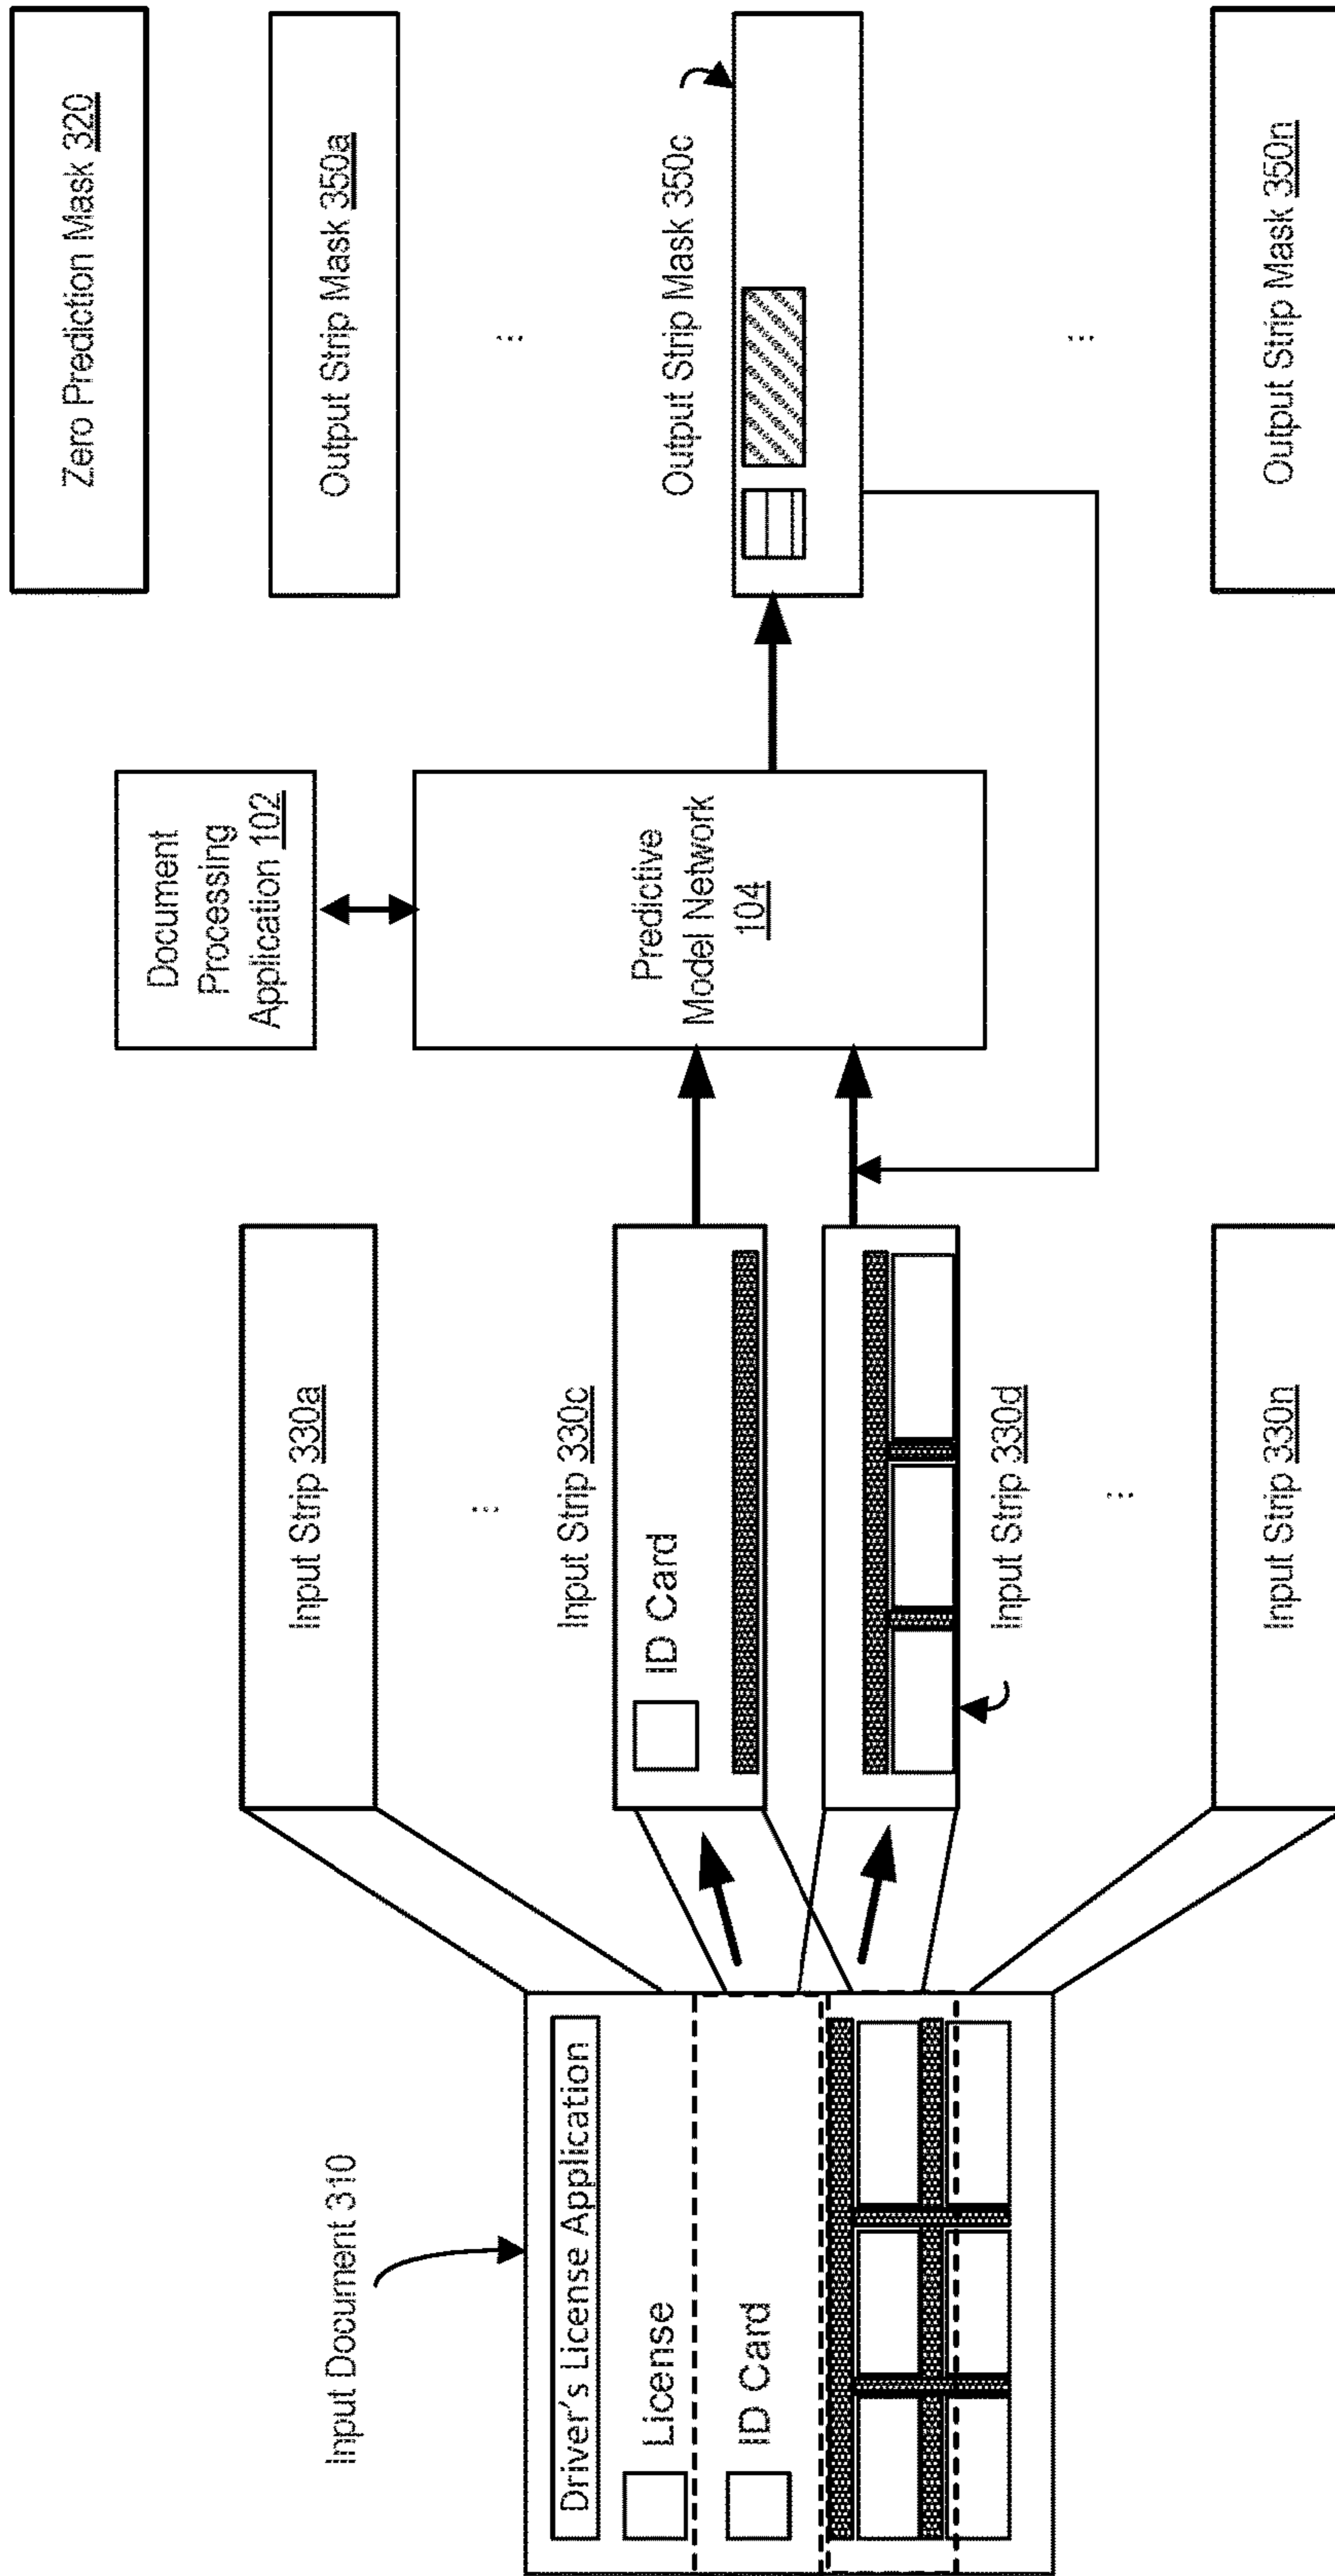 Input Document 310
Driver's License Application
License
ID Card
Input Strip 330a
...
Input Strip 330c
ID Card
Input Strip 330d
...
Input Strip 330n
Document
Processing
Application 102
Predictive
Model Network
104
Zero Prediction Mask 320
Output Strip Mask 350a
...
Output Strip Mask 350c
...
Output Strip Mask 350n